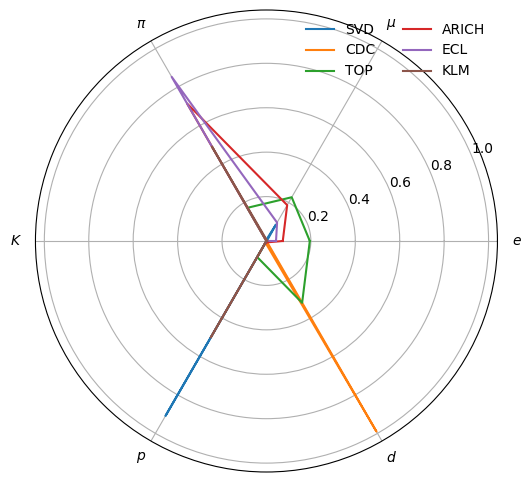 π
μ
SVD ARICH
CDC ECL
TOP KLM
1.0
0.8
0.6
0.4
0.2
K
e
p
d